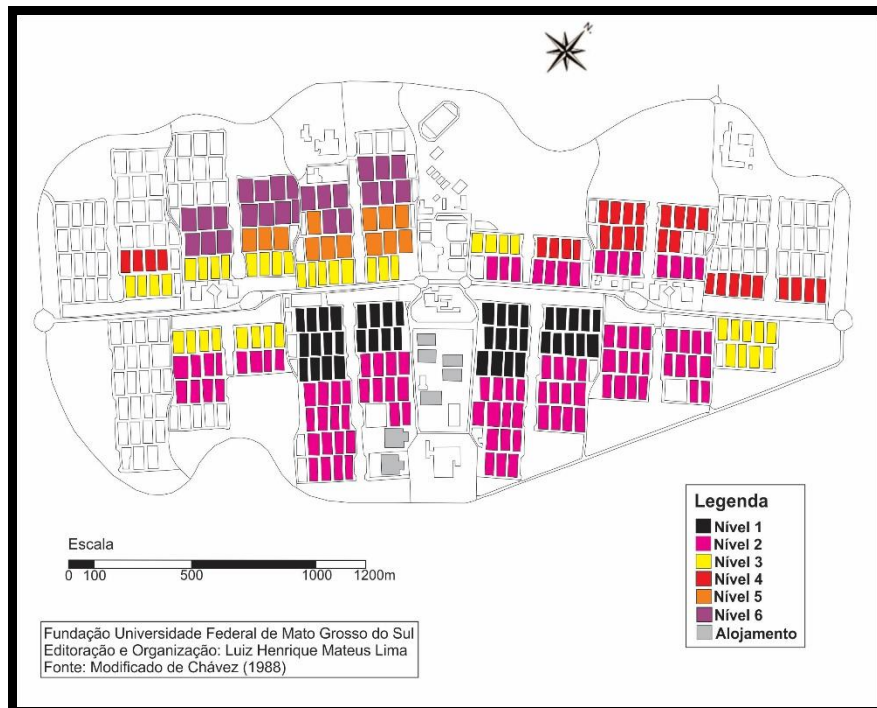 N.
Escala
0 100 500 1000 1200m
Fundação Universidade Federal de Mato Grosso do Sul
Editoração e Organização: Luiz Henrique Mateus Lima
Fonte: Modificado de Chávez (1988)
Legenda
Nível 1
Nível 2
Nível 3
Nível 4
Nível 5
Nível 6
Alojamento